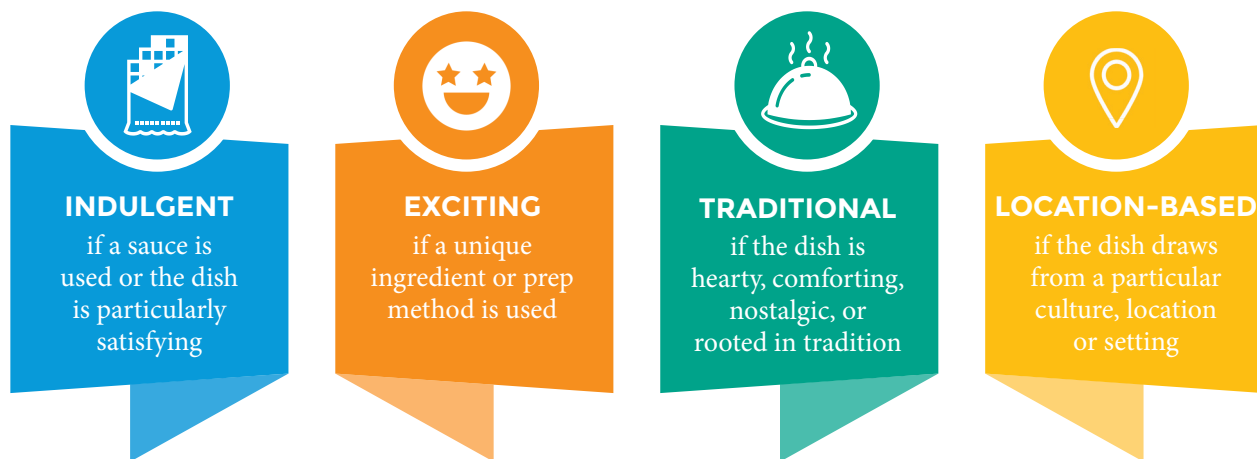 INDULGENT
if a sauce is
used or the dish
is particularly
satisfying
EXCITING
if a unique
ingredient or prep
method is used
TRADITIONAL
if the dish is
hearty, comforting,
nostalgic, or
rooted in tradition
LOCATION-BASED
if the dish draws
from a particular
culture, location
or setting